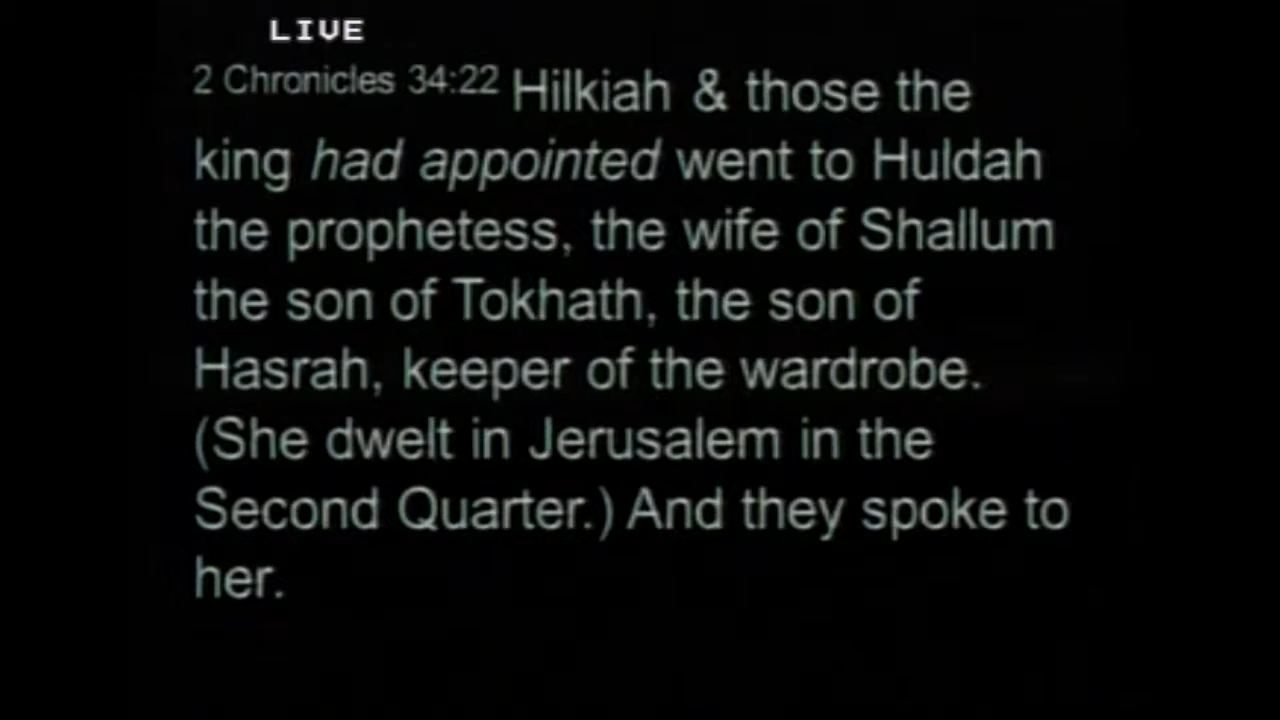 LIVE
2 Chronicles 34:22 Hilkiah & those the
king had appointed went to Huldah
the prophetess, the wife of Shallum
the son of Tokhath, the son of
Hasrah, keeper of the wardrobe.
(She dwelt in Jerusalem in the
Second Quarter.) And they spoke to
her.